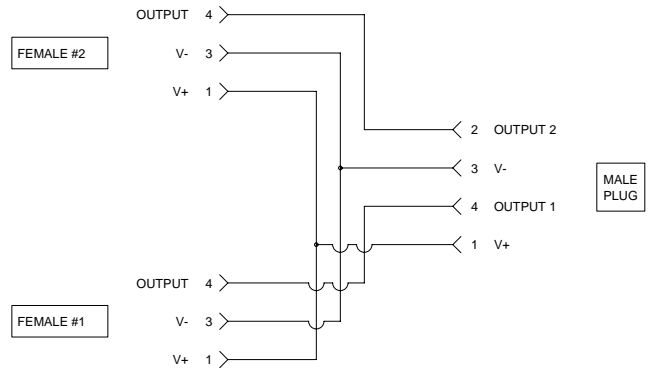 OUTPUT 4
FEMALE #2
V- 3
V+ 1
2 OUTPUT 2
3 V-
MALE
PLUG
4 OUTPUT 1
1 V+
OUTPUT 4
FEMALE #1
V- 3
V+ 1